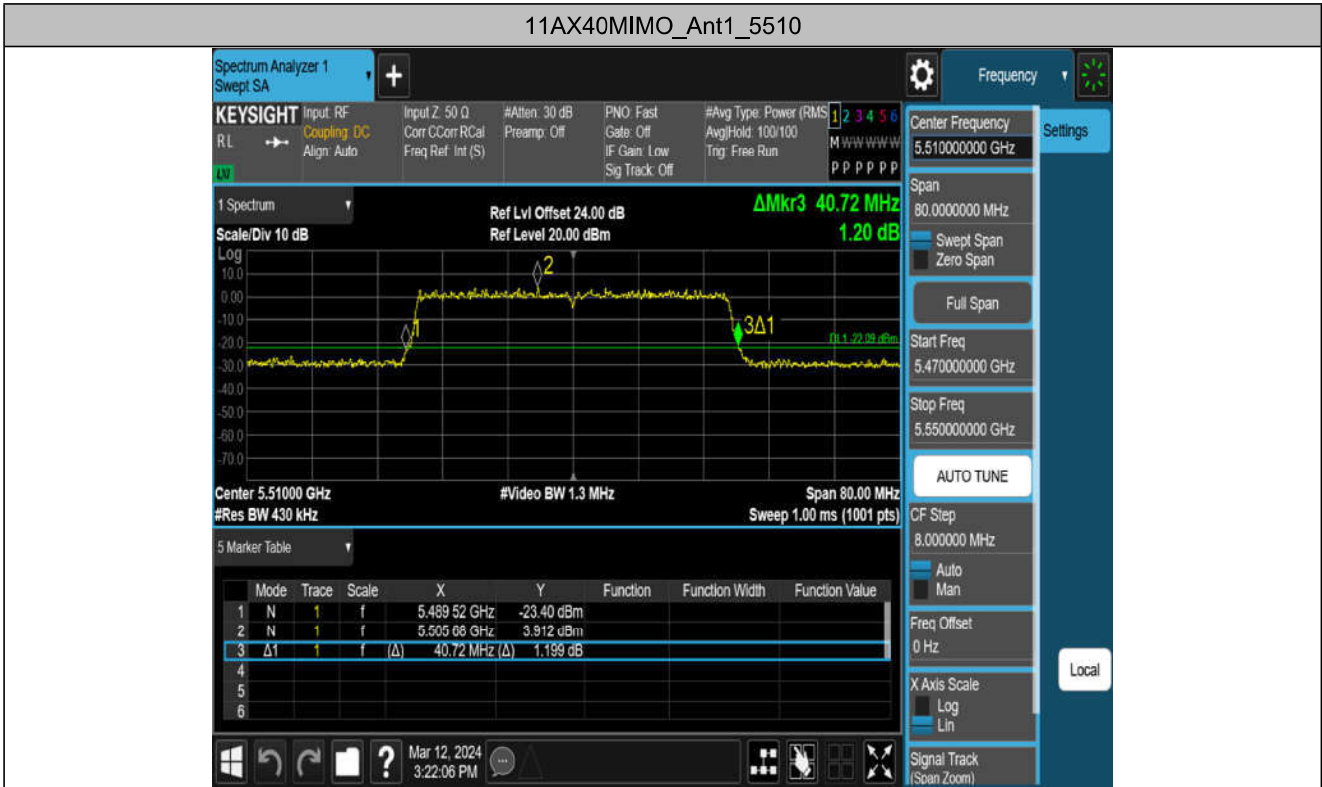 11AX40MIMO_Ant1_5510
Spectrum Analyzer 1
Swept SA
+
Frequency
KEYSIGHT
RL
LXI
Input: RF
Coupling: DC
Align: Auto
Input Z: 50 Ω
Corr CCorr RCal
Freq Ref: Int (S)
#Atten: 30 dB
Preamp: Off
PNO: Fast
Gate: Off
IF Gain: Low
Sig Track: Off
#Avg Type: Power (RMS
Avg|Hold: 100/100
Trig: Free Run
1 2 3 4 5 6
M W W W W W
P P P P P P
Center Frequency
5.510000000 GHz
Settings
Span
80.0000000 MHz
Swept Span
Zero Span
Full Span
Start Freq
5.470000000 GHz
Stop Freq
5.550000000 GHz
AUTO TUNE
CF Step
8.000000 MHz
Auto
Man
Freq Offset
0 Hz
X Axis Scale
Log
Lin
Signal Track
(Span Zoom)
Local
1 Spectrum
Scale/Div 10 dB
Ref Lvl Offset 24.00 dB
Ref Level 20.00 dBm
ΔMkr3 40.72 MHz
1.20 dB
Log
10.0
0.00
-10.0
-20.0
-30.0
-40.0
-50.0
-60.0
-70.0
2
1
3Δ1
DL1 -22.09 dBm
Center 5.51000 GHz
#Video BW 1.3 MHz
Span 80.00 MHz
#Res BW 430 kHz
Sweep 1.00 ms (1001 pts)
5 Marker Table
Mode Trace Scale X Y Function Function Width Function Value
1 N 1 f 5.489 52 GHz -23.40 dBm
2 N 1 f 5.505 68 GHz 3.912 dBm
3 Δ1 1 f (Δ) 40.72 MHz (Δ) 1.199 dB
4
5
6
?
Mar 12, 2024
3:22:06 PM